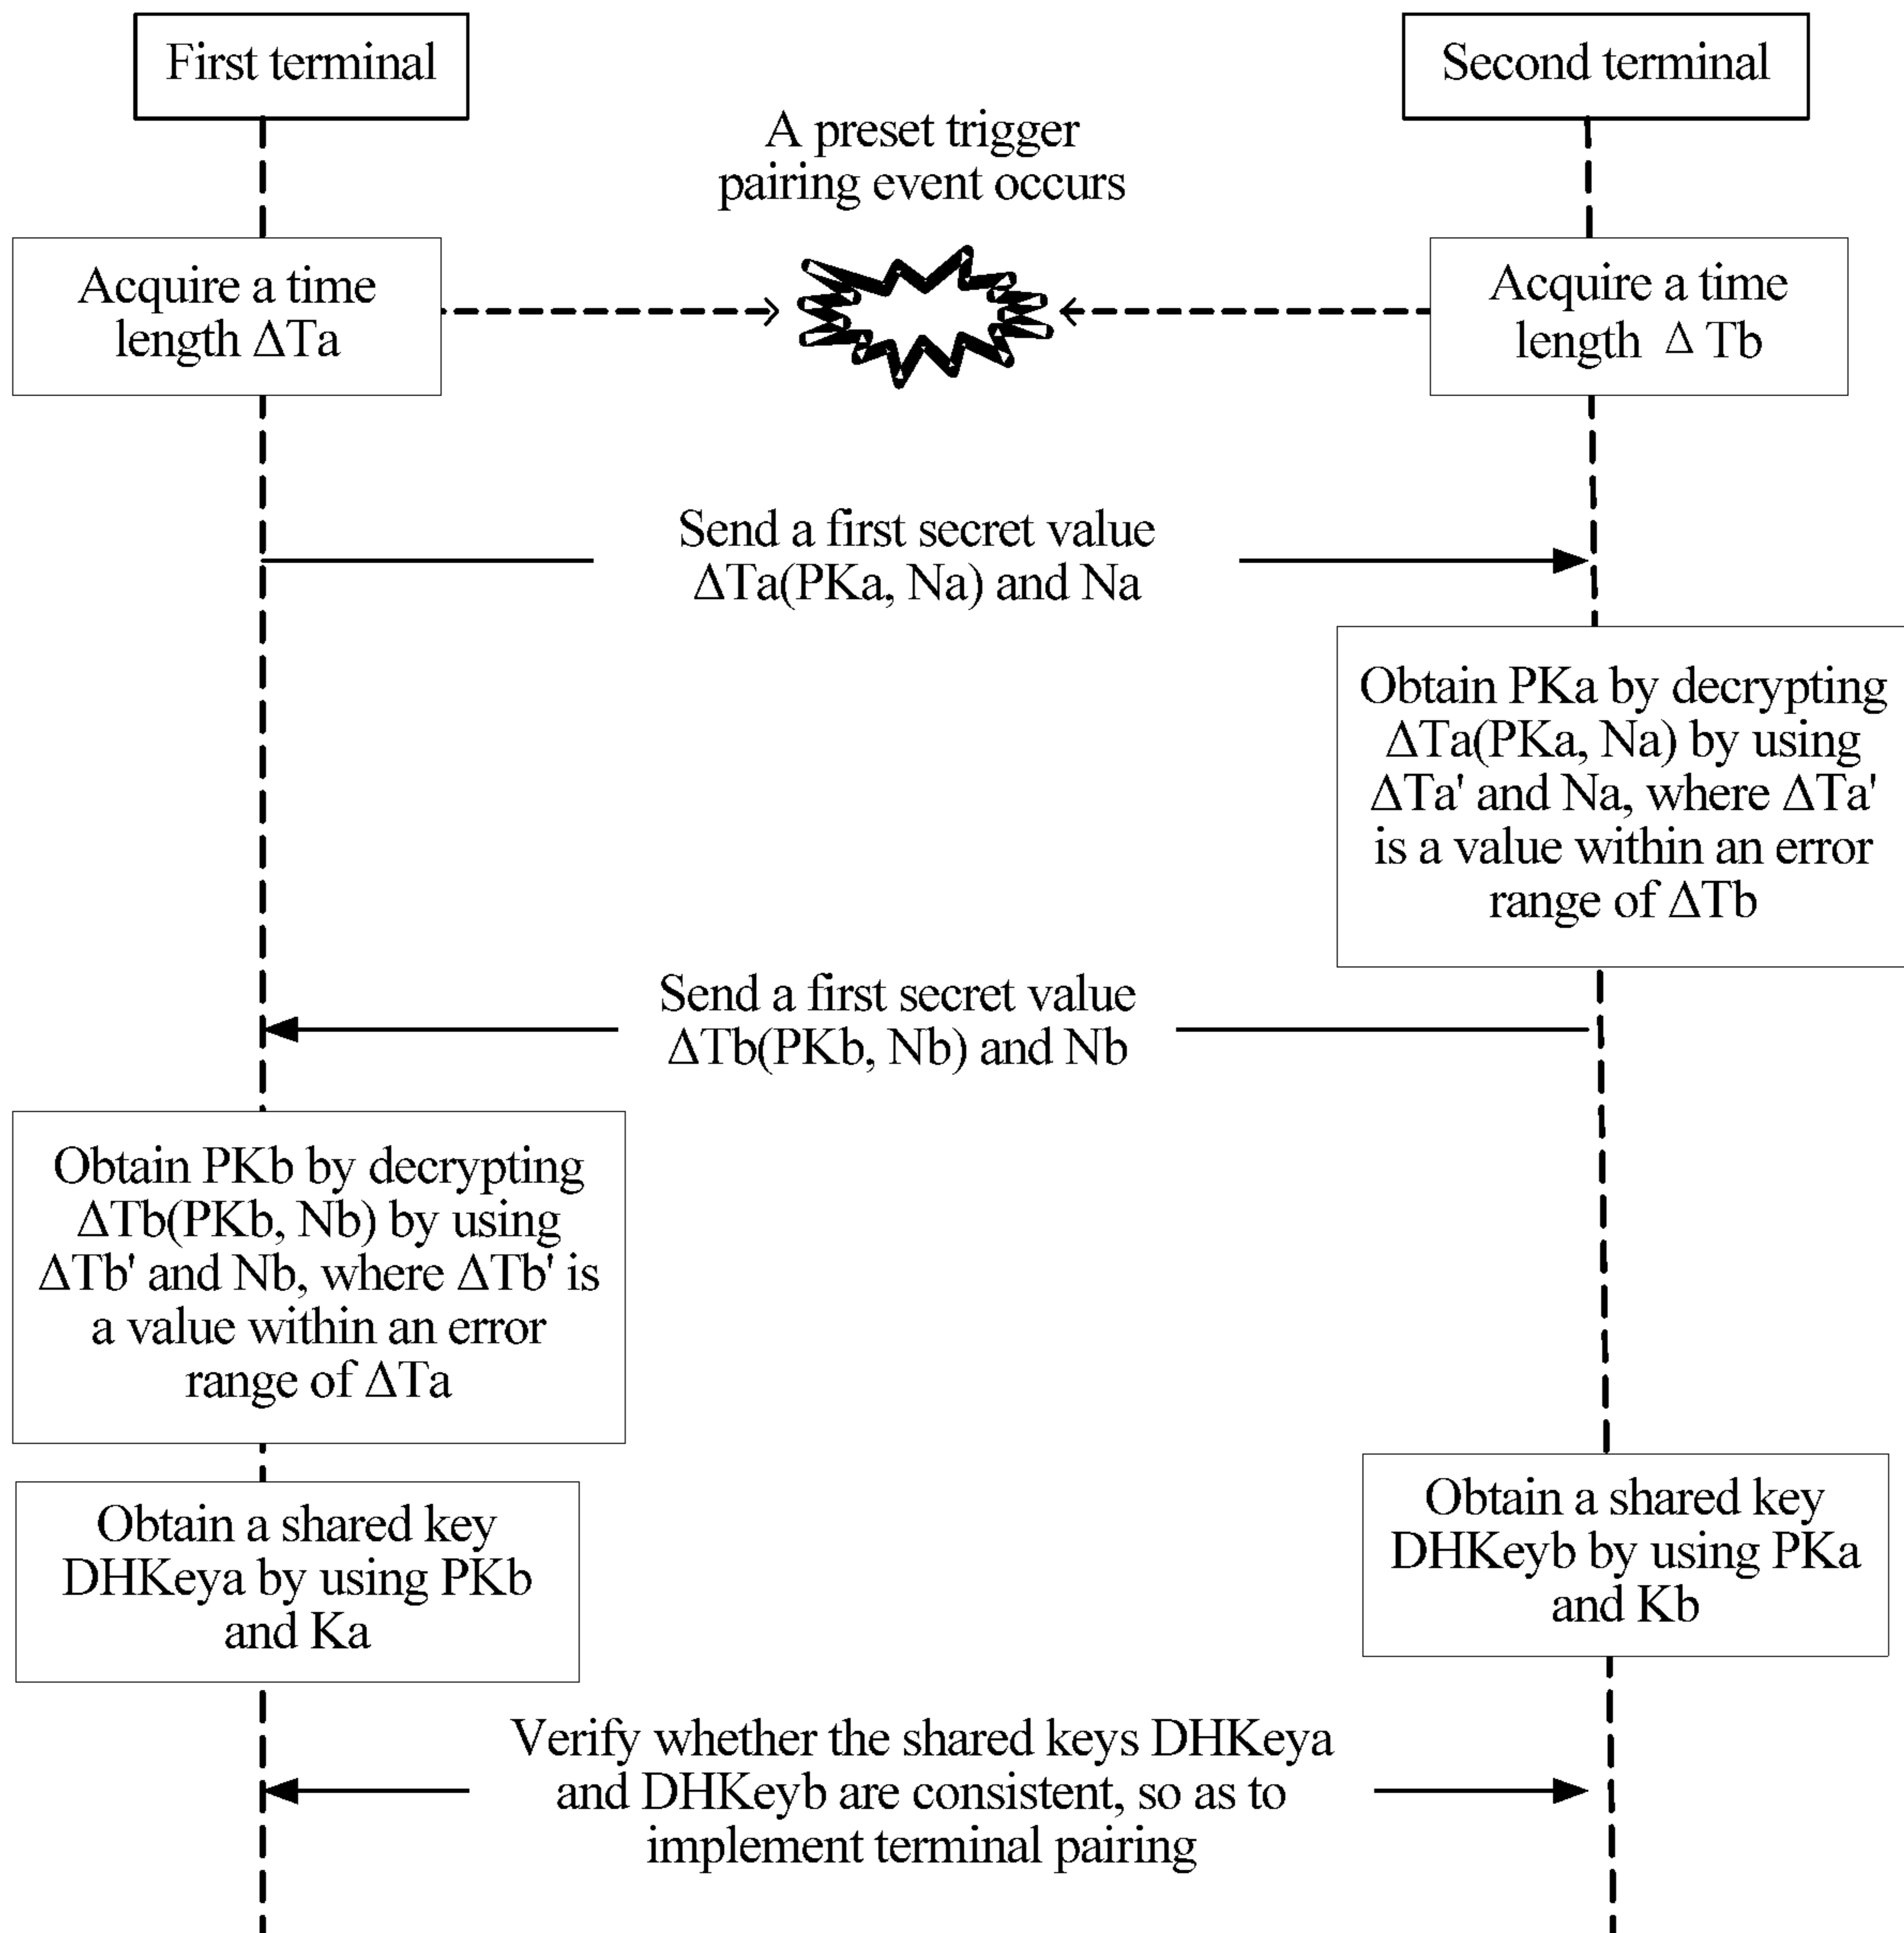 First terminal
Second terminal
A preset trigger
pairing event occurs
Acquire a time
length ΔTa
Acquire a time
length Δ Tb
Send a first secret value
ΔTa(PKa, Na) and Na
Obtain PKa by decrypting
ΔTa(PKa, Na) by using
ΔTa' and Na, where ΔTa'
is a value within an error
range of ΔTb
Send a first secret value
ΔTb(PKb, Nb) and Nb
Obtain PKb by decrypting
ΔTb(PKb, Nb) by using
ΔTb' and Nb, where ΔTb' is
a value within an error
range of ΔTa
Obtain a shared key
DHKeya by using PKb
and Ka
Obtain a shared key
DHKeyb by using PKa
and Kb
Verify whether the shared keys DHKeya
and DHKeyb are consistent, so as to
implement terminal pairing